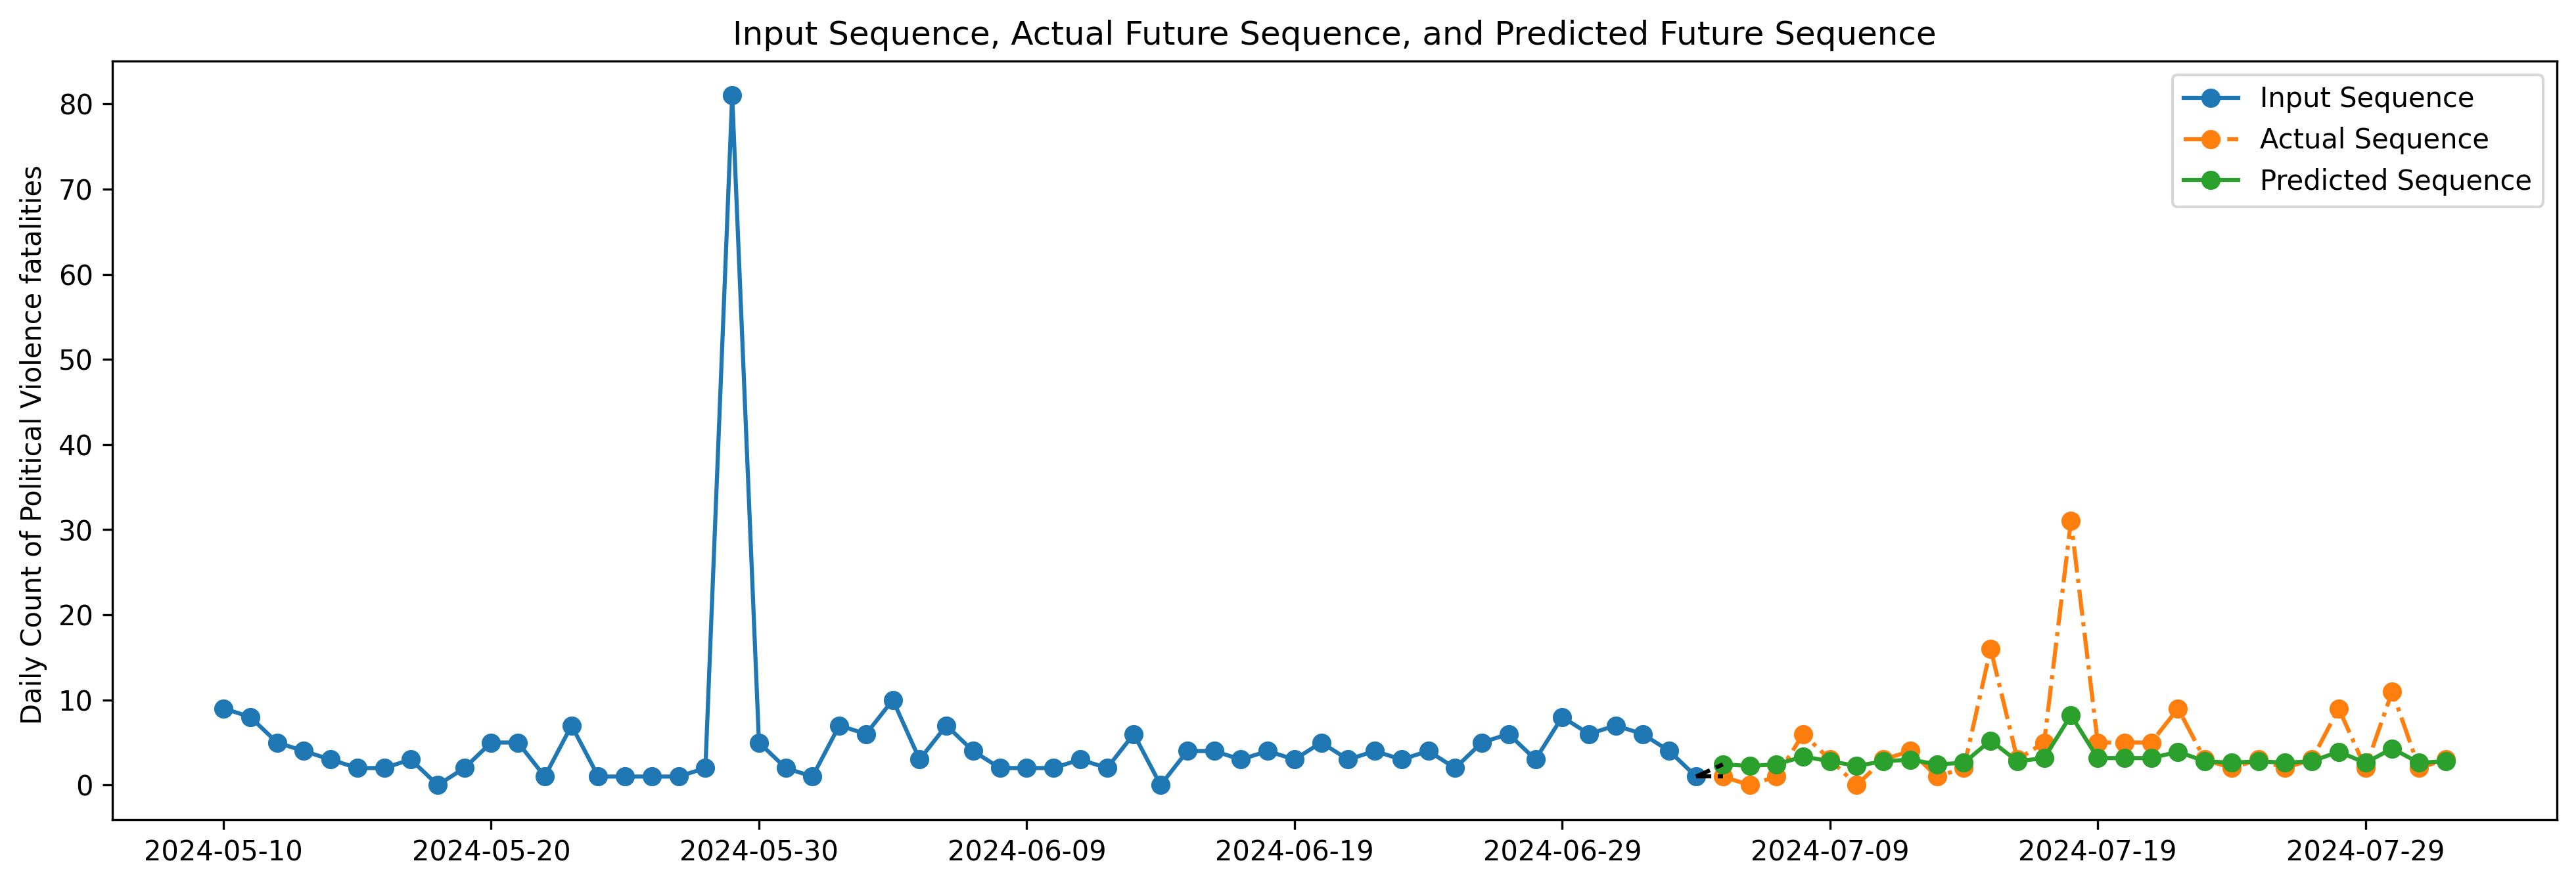 Input Sequence, Actual Future Sequence, and Predicted Future Sequence
Daily Count of Political Violence fatalities
80
70
60
50
40
30
20
10
0
Input Sequence
Actual Sequence
Predicted Sequence
2024-05-10 2024-05-20 2024-05-30 2024-06-09 2024-06-19 2024-06-29 2024-07-09 2024-07-19 2024-07-29